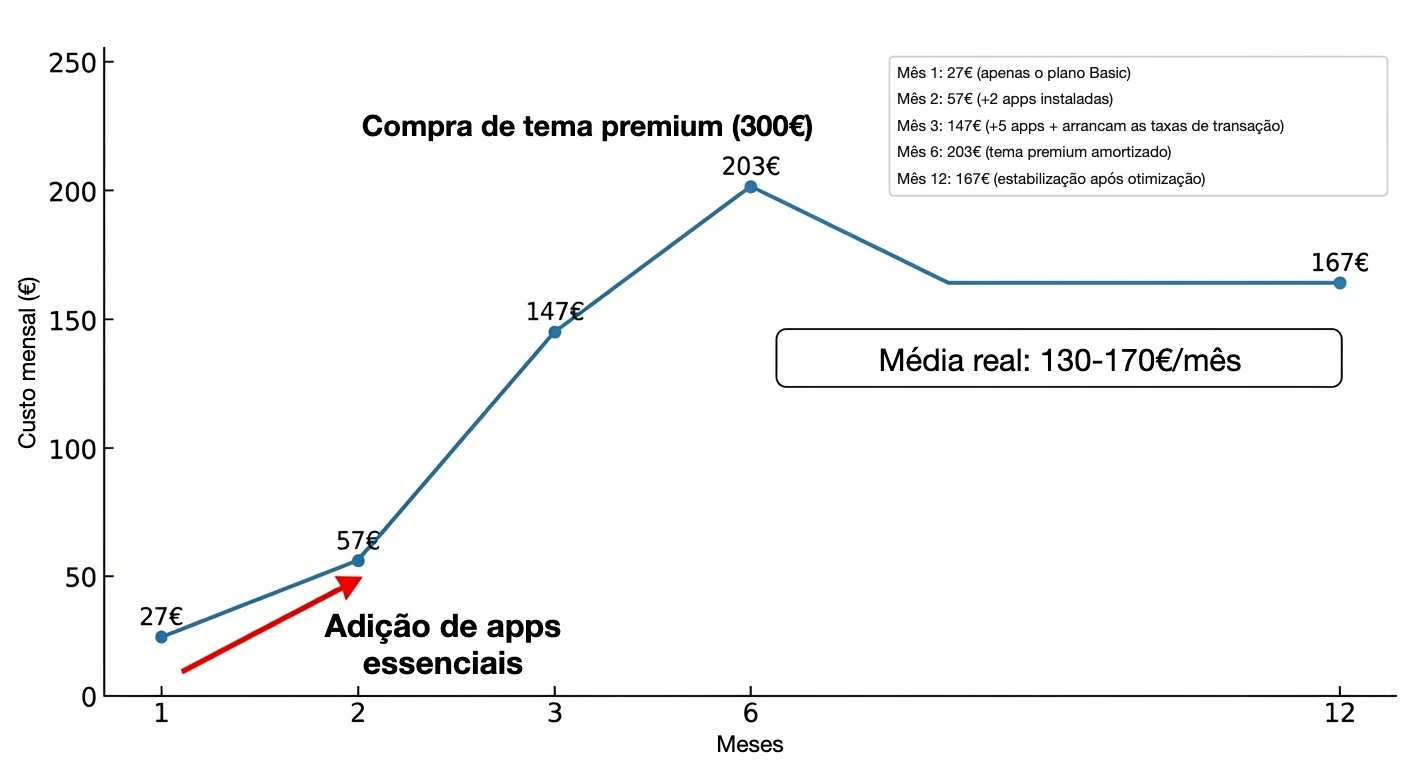 250
200
150
100
50
0
Custo mensal (€)
Compra de tema premium (300€)
203€
147€
57€
27€
167€
Mês 1: 27€ (apenas o plano Basic)
Mês 2: 57€ (+2 apps instaladas)
Mês 3: 147€ (+5 apps + arrancam as taxas de transação)
Mês 6: 203€ (tema premium amortizado)
Mês 12: 167€ (estabilização após otimização)
Média real: 130-170€/mês
Adição de apps
essenciais
1 2 3 6 12
Meses